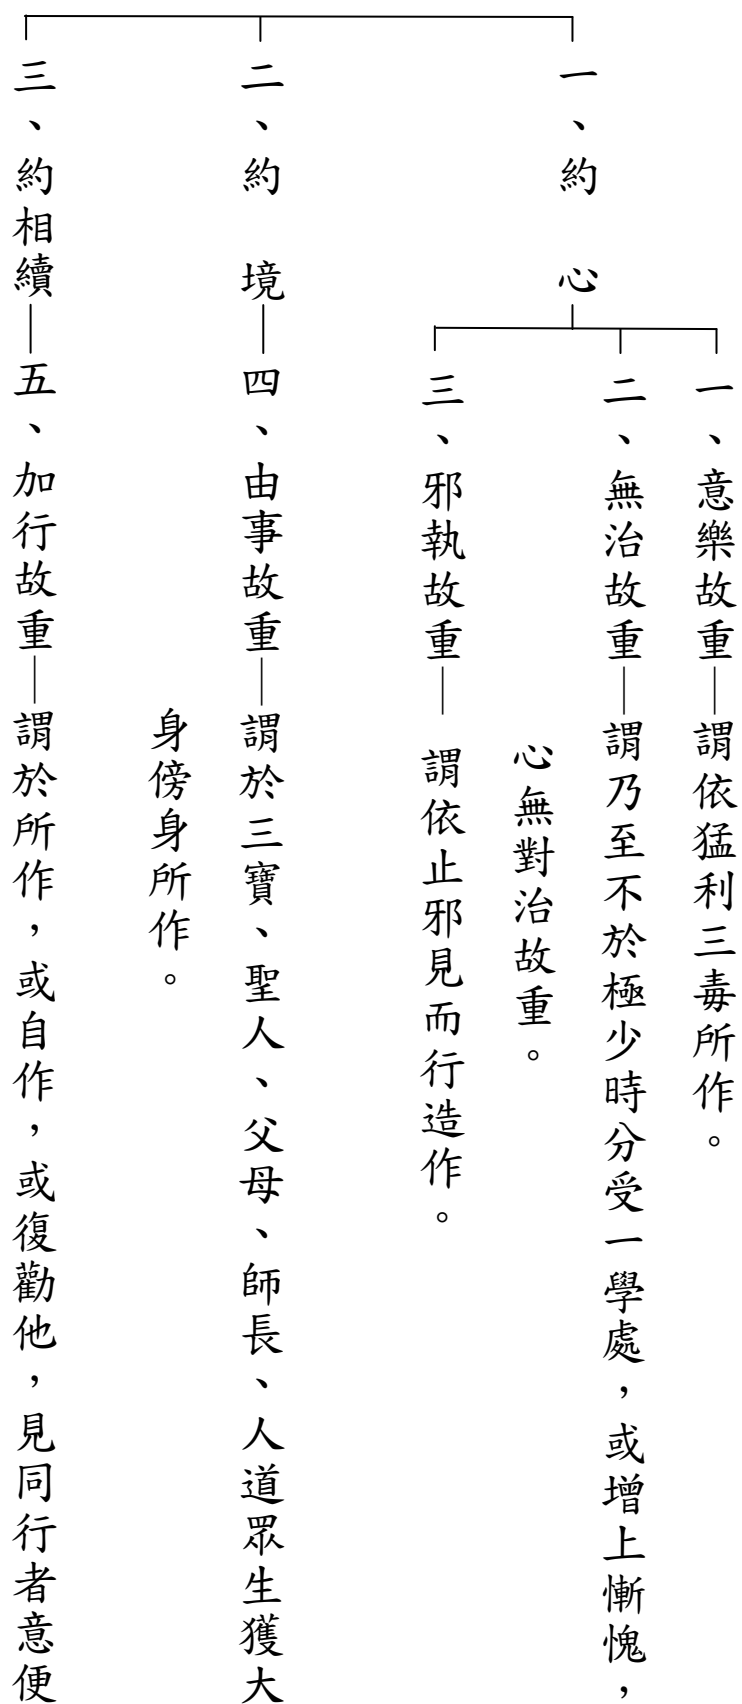 一、約　心
一、意樂故重—謂依猛利三毒所作。
二、無治故重—謂乃至不於極少時分受一學處，或增上慚愧，
心無對治故重。
三、邪執故重—謂依止邪見而行造作。
二、約　境—四、由事故重—謂於三寶、聖人、父母、師長、人道眾生獲大
身傍身所作。
三、約相續—五、加行故重—謂於所作，或自作，或復勸他，見同行者意便